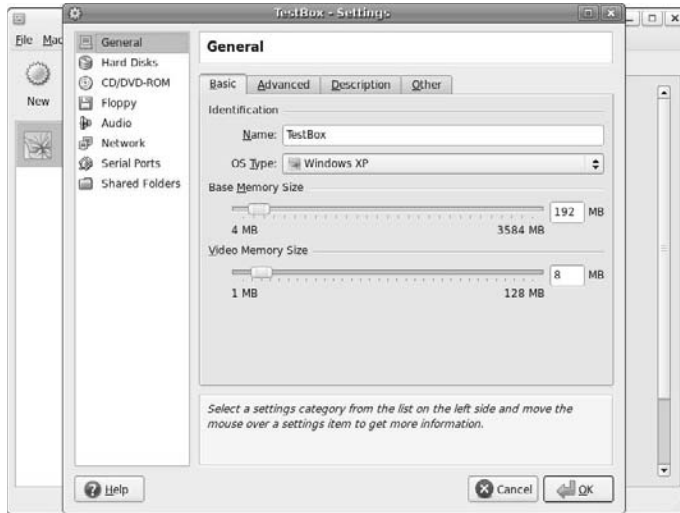 TestBox - Settings
File Mac
New
General
Hard Disks
CD/DVD-ROM
Floppy
Audio
Network
Serial Ports
Shared Folders
General
Basic Advanced Description Other
Identification
Name: TestBox
OS Type: Windows XP
Base Memory Size
192 MB
4 MB 3584 MB
Video Memory Size
8 MB
1 MB 128 MB
Select a settings category from the list on the left side and move the
mouse over a settings item to get more information.
Help Cancel OK